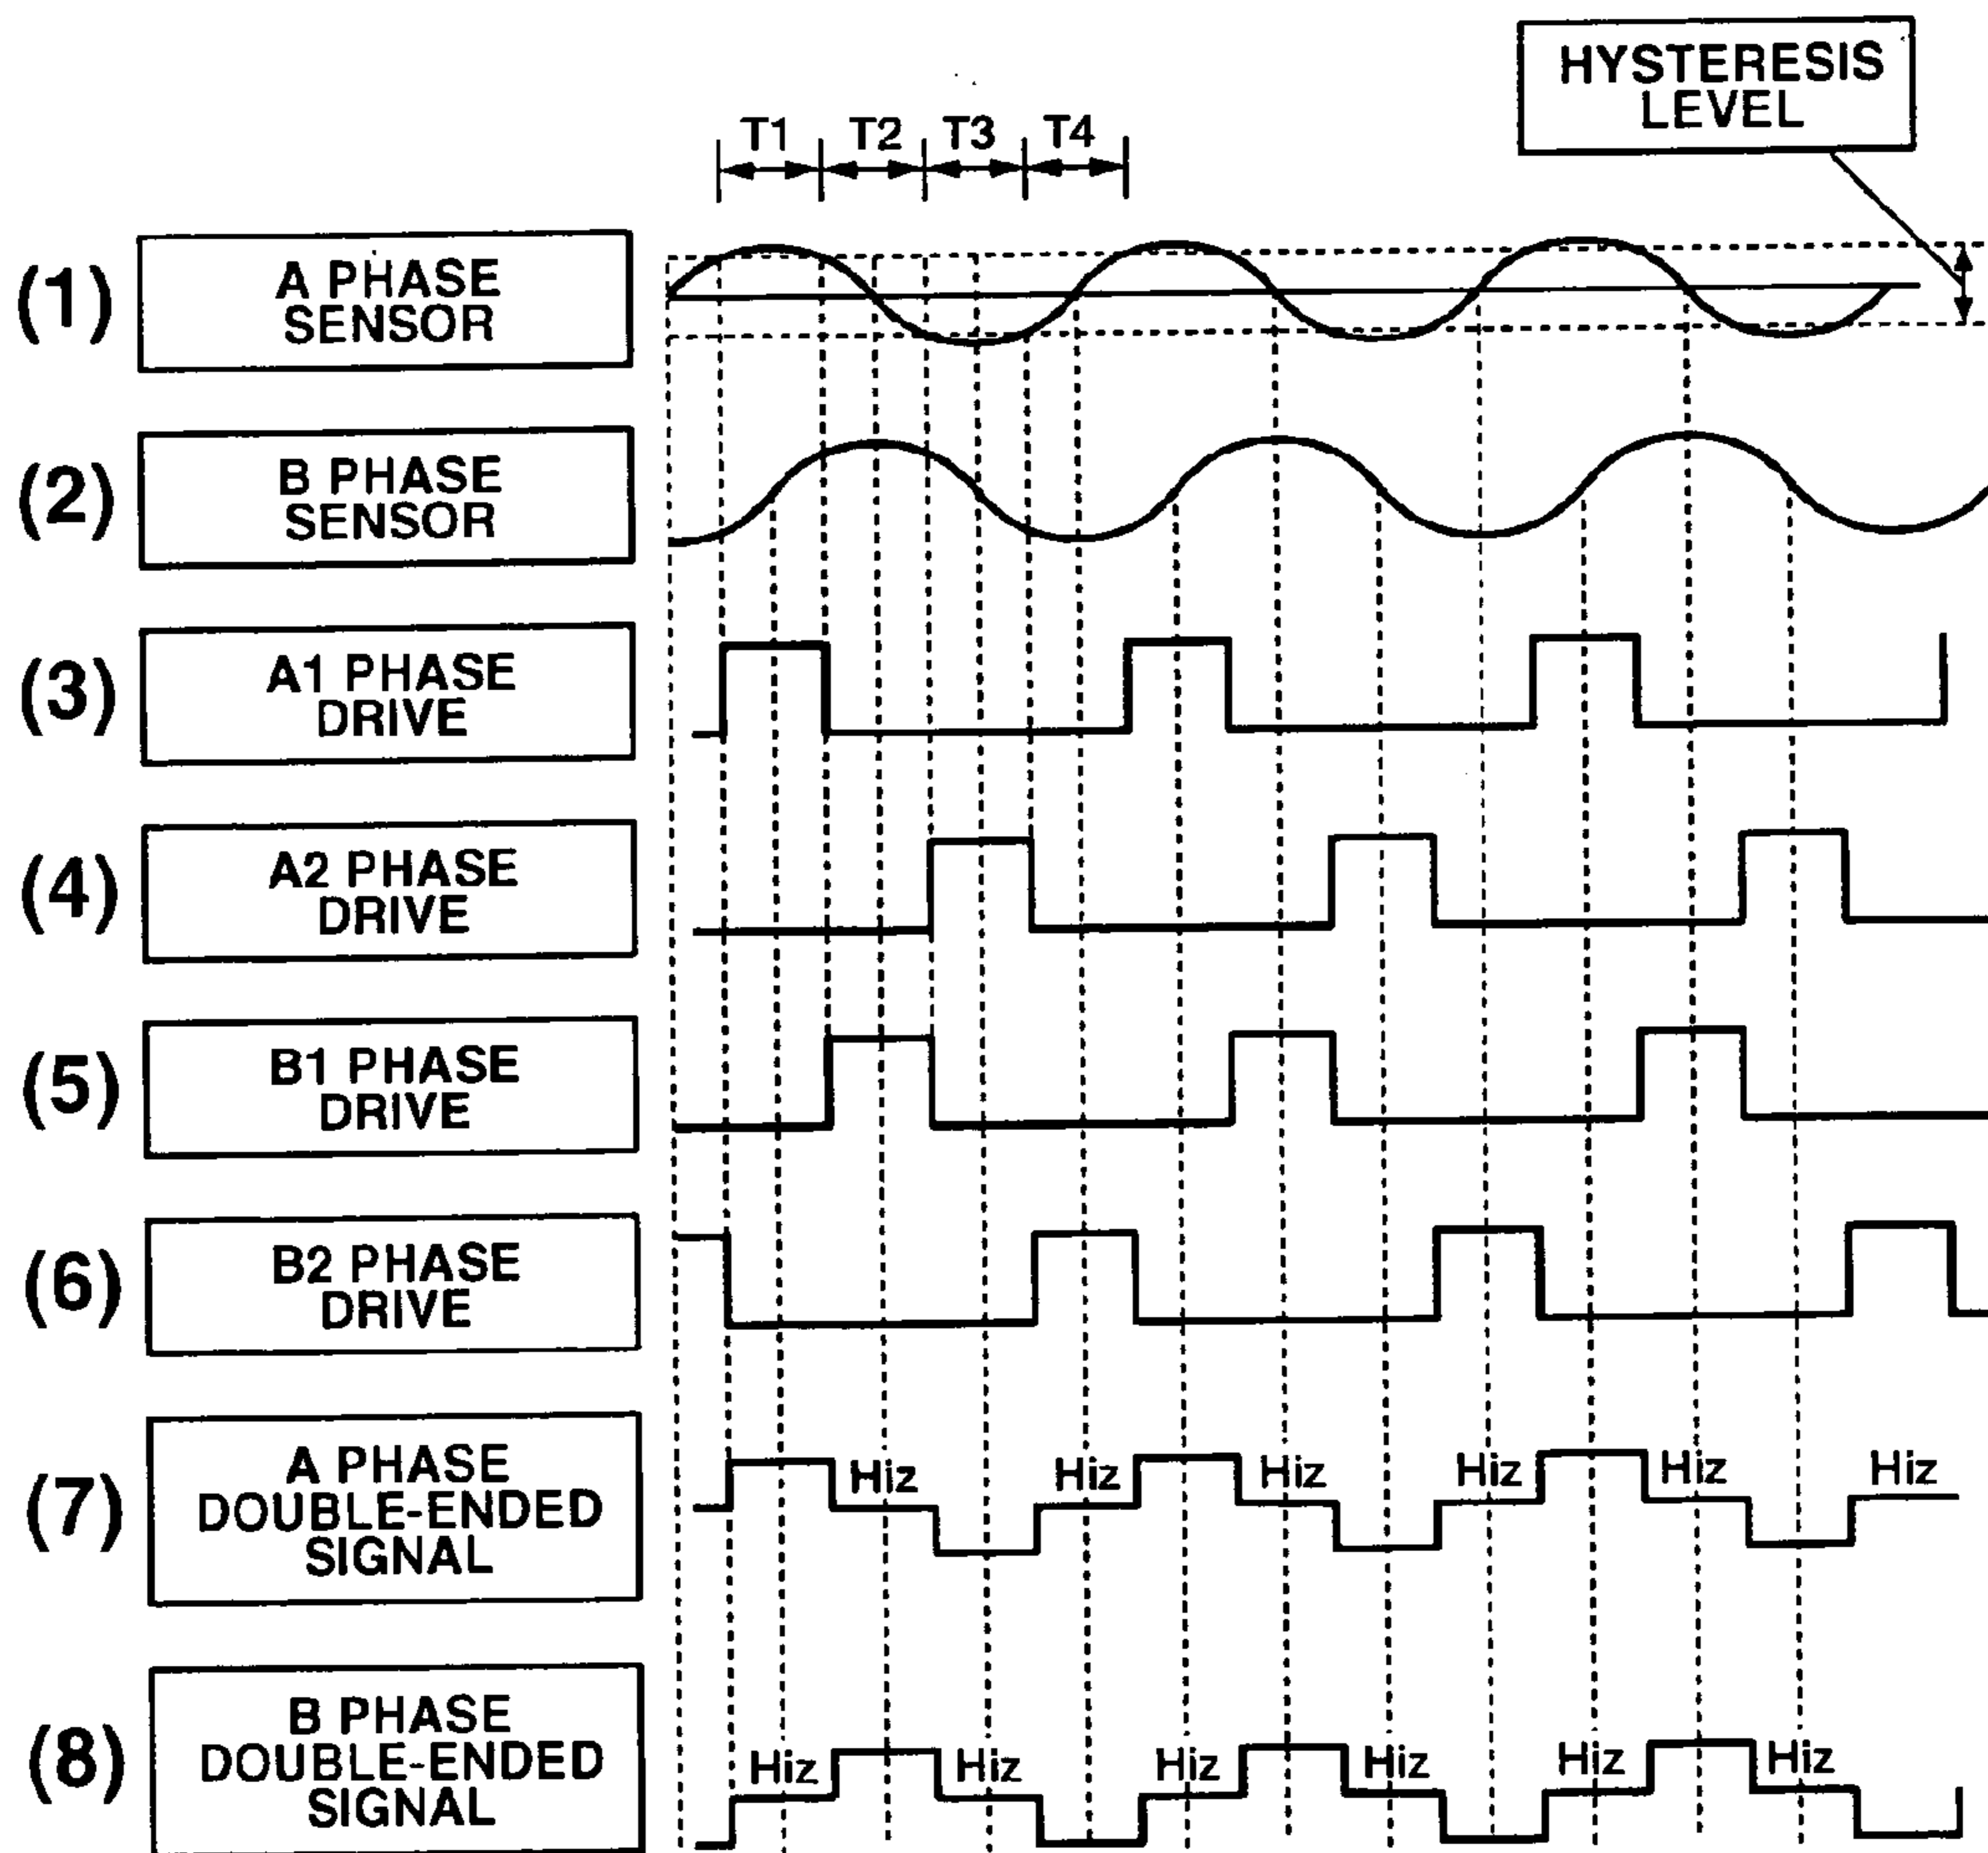 HYSTERESIS
LEVEL
T1 T2 T3 T4
(1) A PHASE
SENSOR
(2) B PHASE
SENSOR
(3) A1 PHASE
DRIVE
(4) A2 PHASE
DRIVE
(5) B1 PHASE
DRIVE
(6) B2 PHASE
DRIVE
(7) A PHASE
DOUBLE-ENDED
SIGNAL
Hiz Hiz Hiz Hiz Hiz Hiz
(8) B PHASE
DOUBLE-ENDED
SIGNAL
Hiz Hiz Hiz Hiz Hiz Hiz